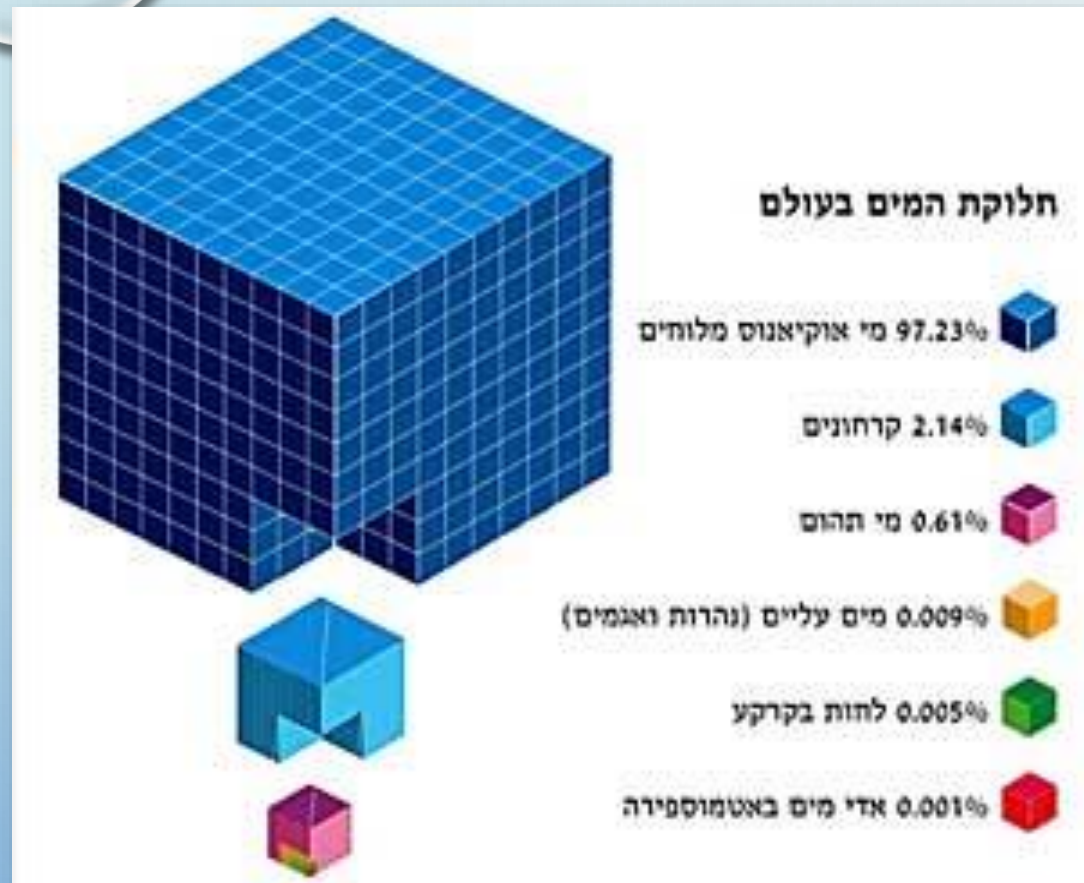 חלוקת המים בעולם
97.23% מי אוקיאנוס מלוחים
2.14% קרחונים
0.61% מי תהום
0.009% מים עליים (נהרות ואגמים)
0.005% לחות בקרקע
0.001% אדי מים באטמוספירה